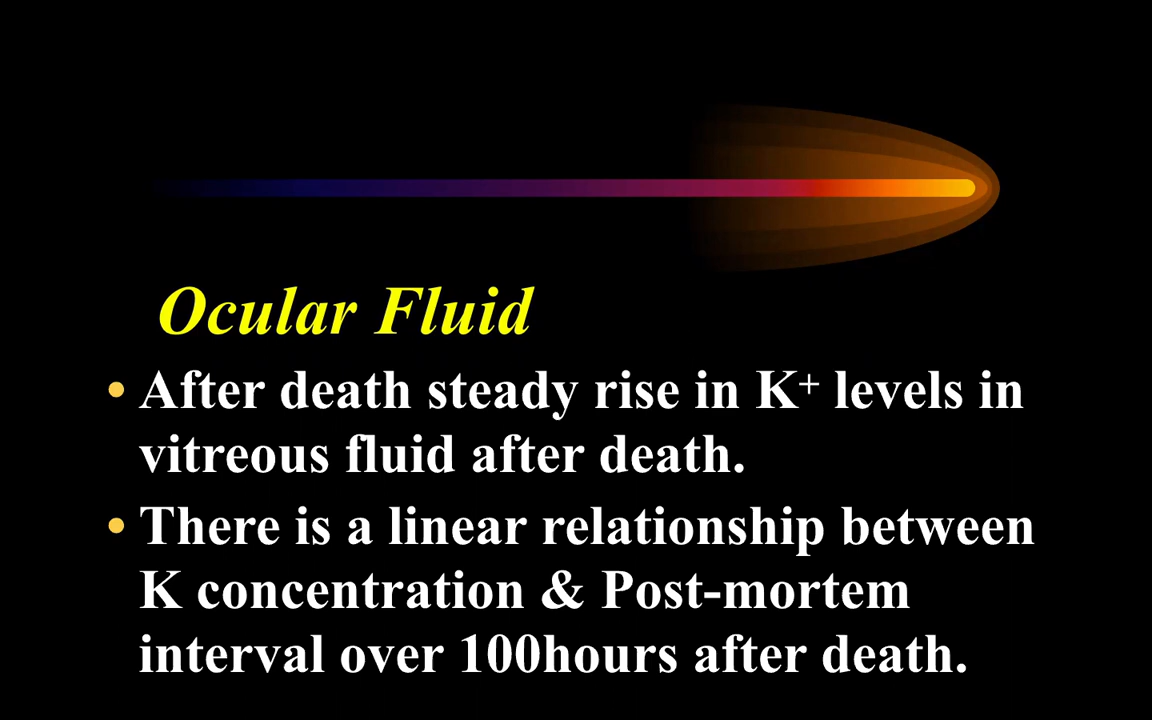 Ocular Fluid
• After death steady rise in K⁺ levels in
vitreous fluid after death.
• There is a linear relationship between
K concentration & Post-mortem
interval over 100hours after death.